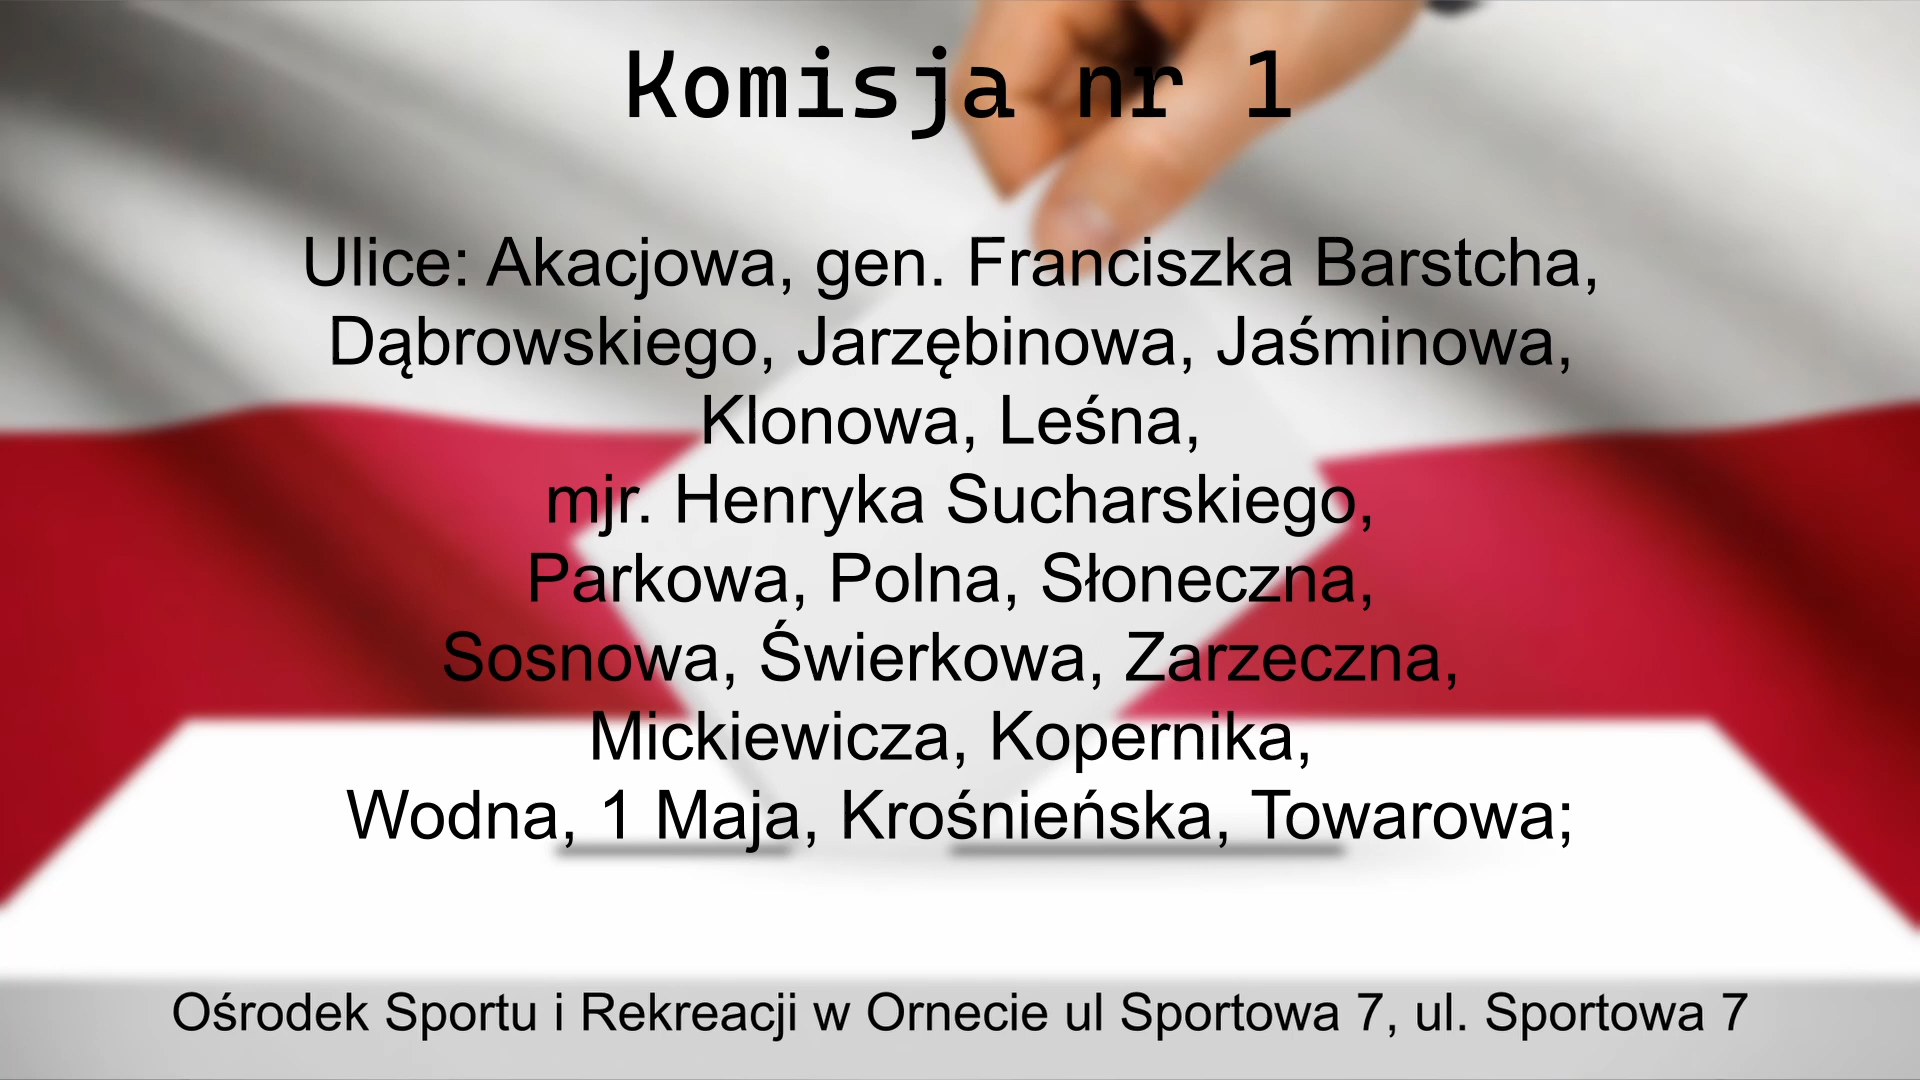 Komisja nr 1
Ulice: Akacjowa, gen. Franciszka Barstcha,
Dąbrowskiego, Jarzębinowa, Jaśminowa,
Klonowa, Leśna,
mjr. Henryka Sucharskiego,
Parkowa, Polna, Słoneczna,
Sosnowa, Świerkowa, Zarzeczna,
Mickiewicza, Kopernika,
Wodna, 1 Maja, Krośnieńska, Towarowa;
Ośrodek Sportu i Rekreacji w Ornecie ul Sportowa 7, ul. Sportowa 7